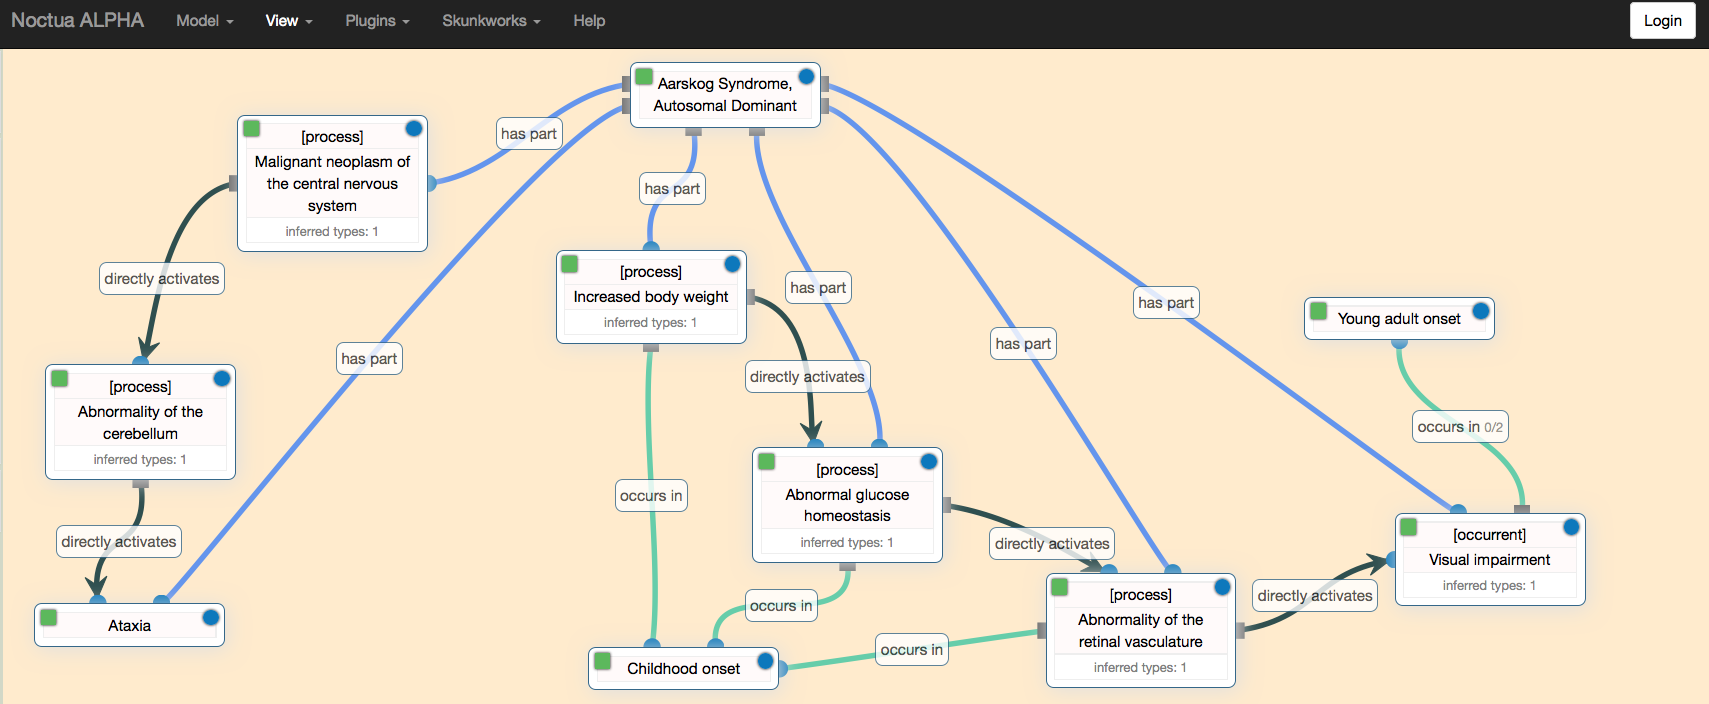 Noctua ALPHA Model View Plugins Skunkworks Help Login
Aarskog Syndrome,
Autosomal Dominant
has part
[process]
Malignant neoplasm of
the central nervous
system
inferred types: 1
has part
directly activates
[process]
Increased body weight
inferred types: 1
has part
has part
has part
Young adult onset
has part
directly activates
[process]
Abnormality of the
cerebellum
inferred types: 1
occurs in 0/2
[process]
Abnormal glucose
homeostasis
inferred types: 1
occurs in
directly activates
directly activates
[occurrent]
Visual impairment
inferred types: 1
directly activates
occurs in
[process]
Abnormality of the
retinal vasculature
inferred types: 1
Ataxia
occurs in
Childhood onset